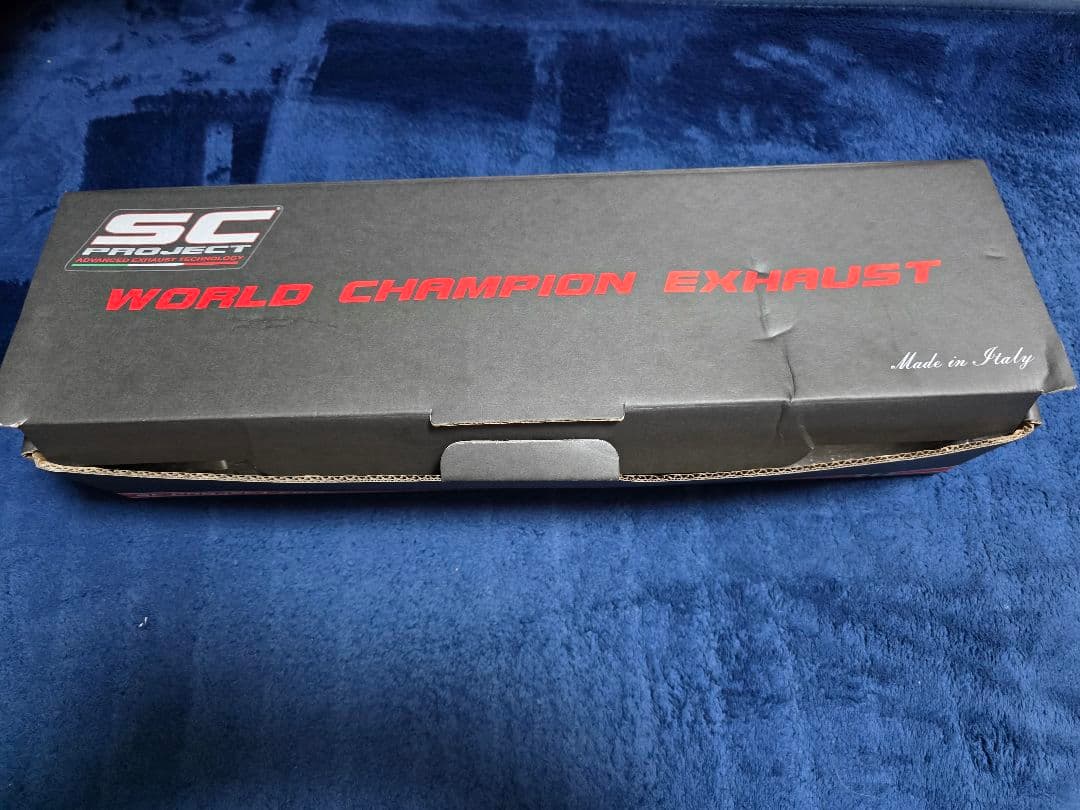 SC
PROJECT
ADVANCED EXHAUST TECHNOLOGY
WORLD CHAMPION EXHAUST
Made in Italy